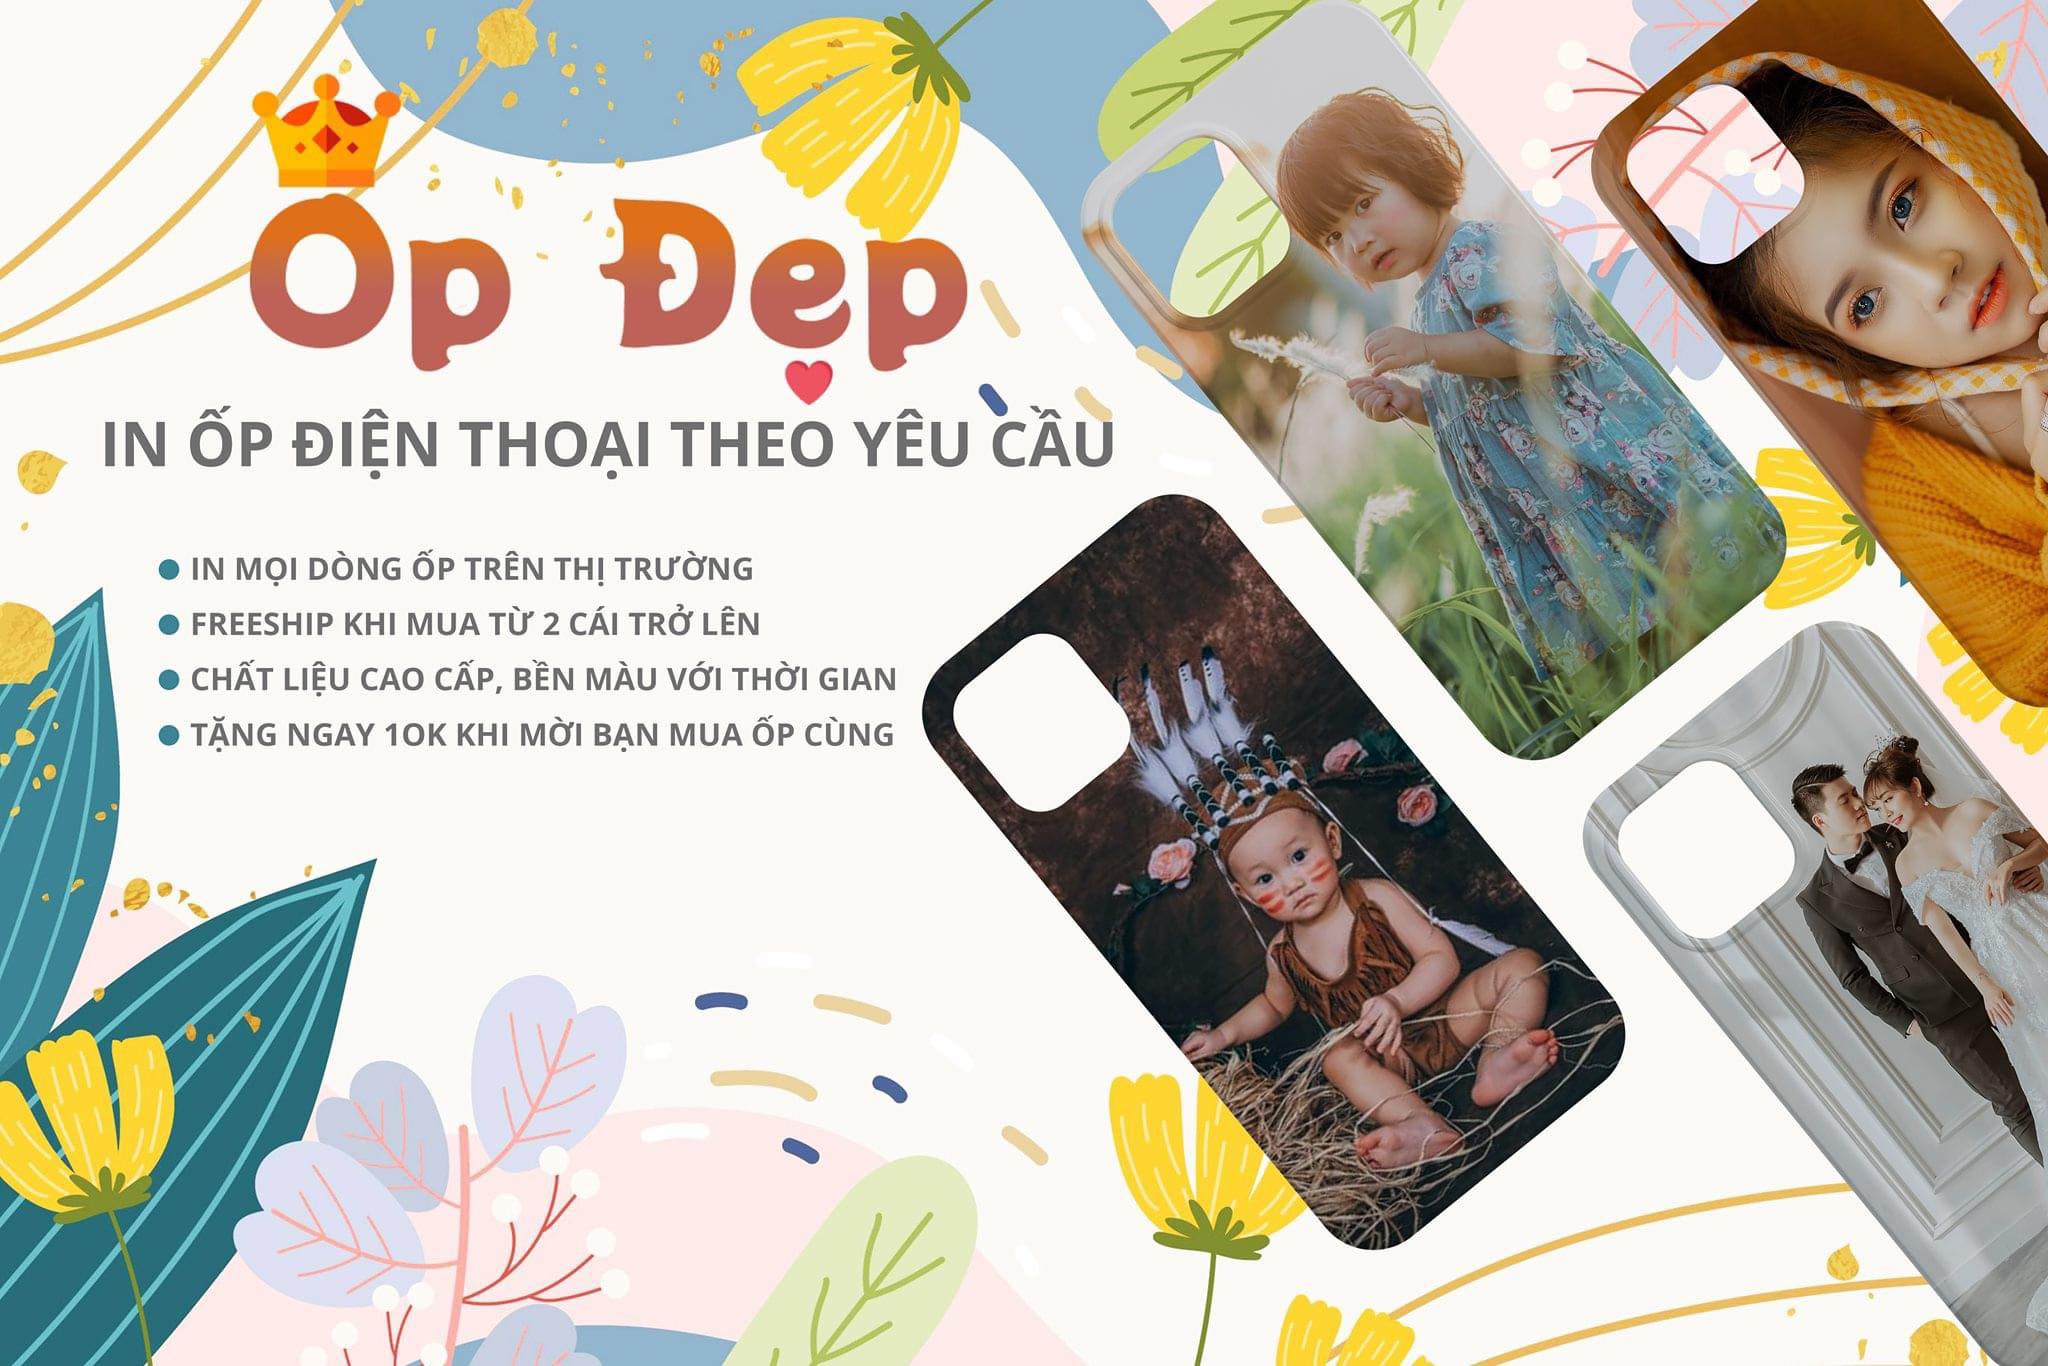 Ốp Đẹp
IN ỐP ĐIỆN THOẠI THEO YÊU CẦU
IN MỌI DÒNG ỐP TRÊN THỊ TRƯỜNG
FREESHIP KHI MUA TỪ 2 CÁI TRỞ LÊN
CHẤT LIỆU CAO CẤP, BỀN MÀU VỚI THỜI GIAN
TẶNG NGAY 1OK KHI MỜI BẠN MUA ỐP CÙNG